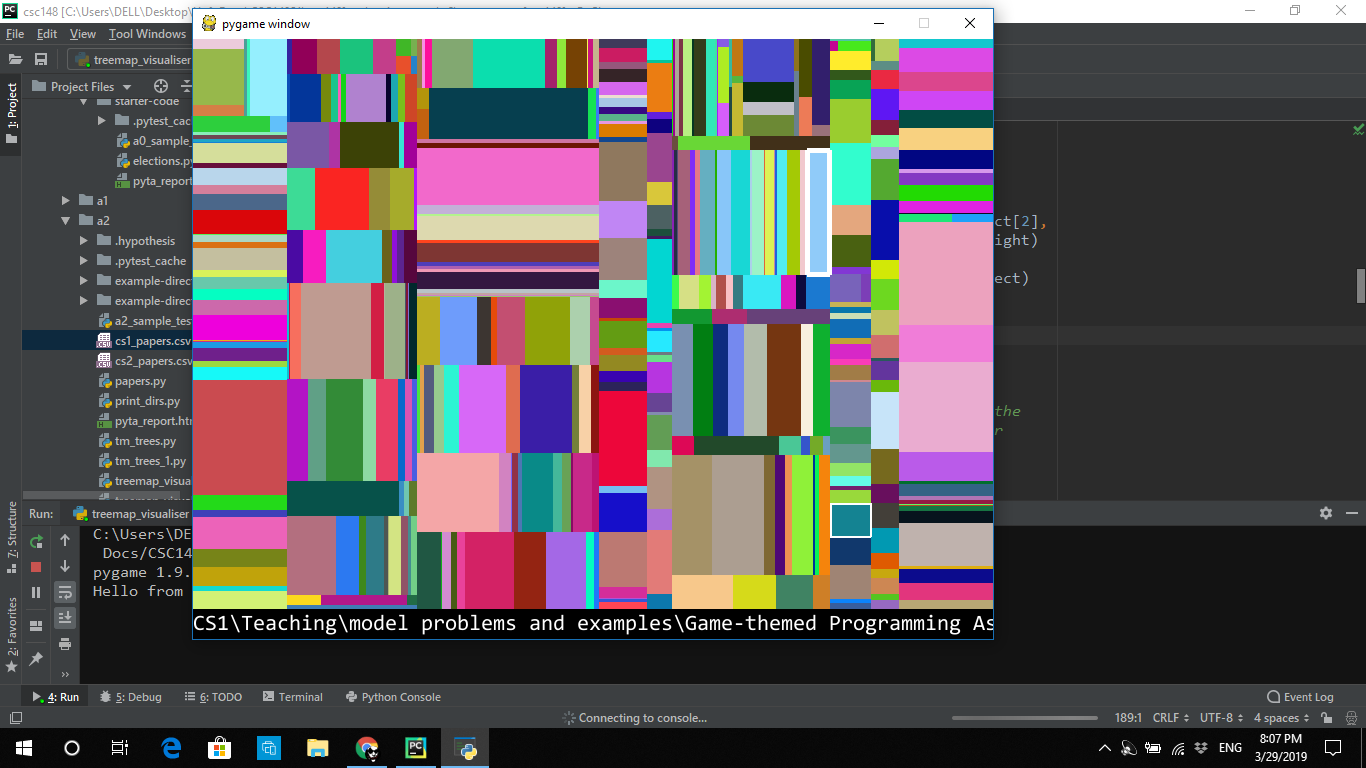 csc148 [C:\Users\DELL\Desktop\
pygame window
File Edit View
Tool Windows
treemap_visualiser
1: Project
Project Files
starter-code
.pytest_cac
a0_sample_
elections.py
pyta_report
a1
a2
.hypothesis
.pytest_cache
example-direc
example-direc
a2_sample_tes
cs1_papers.csv
cs2_papers.csv
papers.py
print_dirs.py
pyta_report.htm
tm_trees.py
tm_trees_1.py
treemap_visua
ct[2],
ight)
ect)
the
r
7: Structure
2: Favorites
Run: treemap_visualiser
C:\Users\DE
Docs/CSC14
pygame 1.9.
Hello from
CS1\Teaching\model problems and examples\Game-themed Programming As
4: Run 5: Debug 6: TODO Terminal Python Console Event Log
Connecting to console... 189:1 CRLF UTF-8 4 spaces
ENG
8:07 PM
3/29/2019